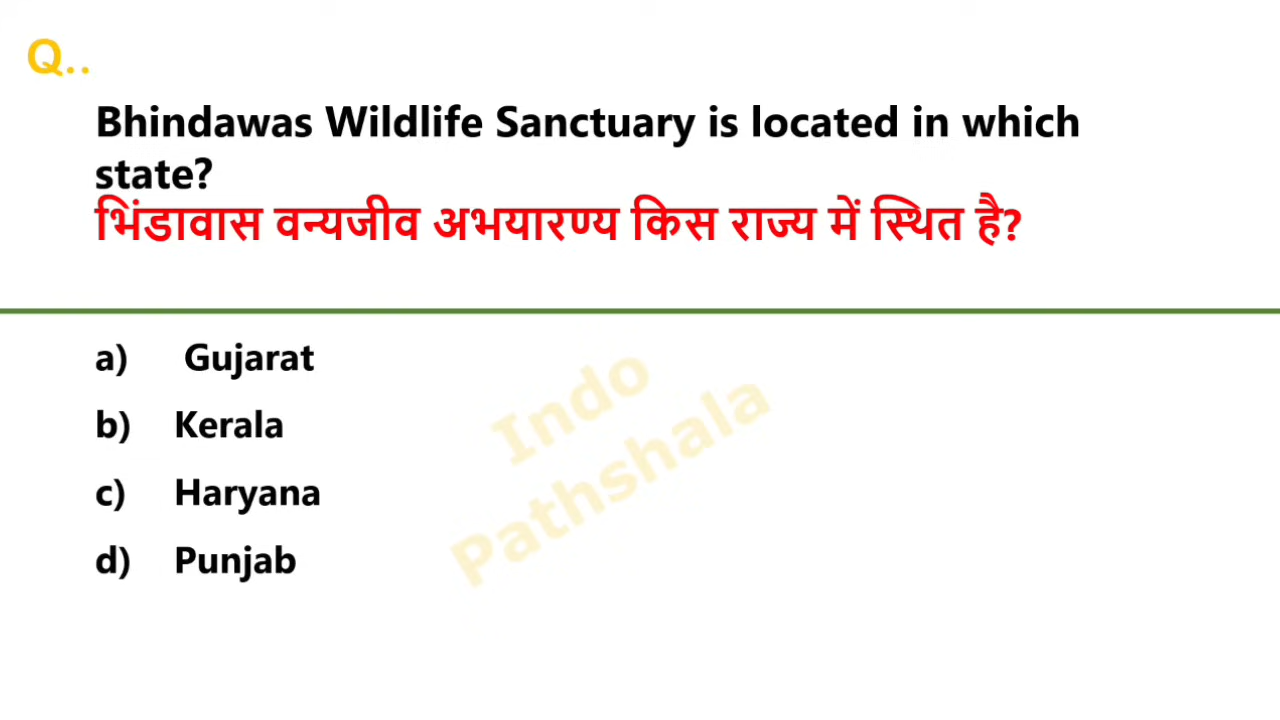 Q..
Bhindawas Wildlife Sanctuary is located in which
state?
भिंडावास वन्यजीव अभयारण्य किस राज्य में स्थित है?
a) Gujarat
b) Kerala
c) Haryana
d) Punjab
Indo
Pathshala